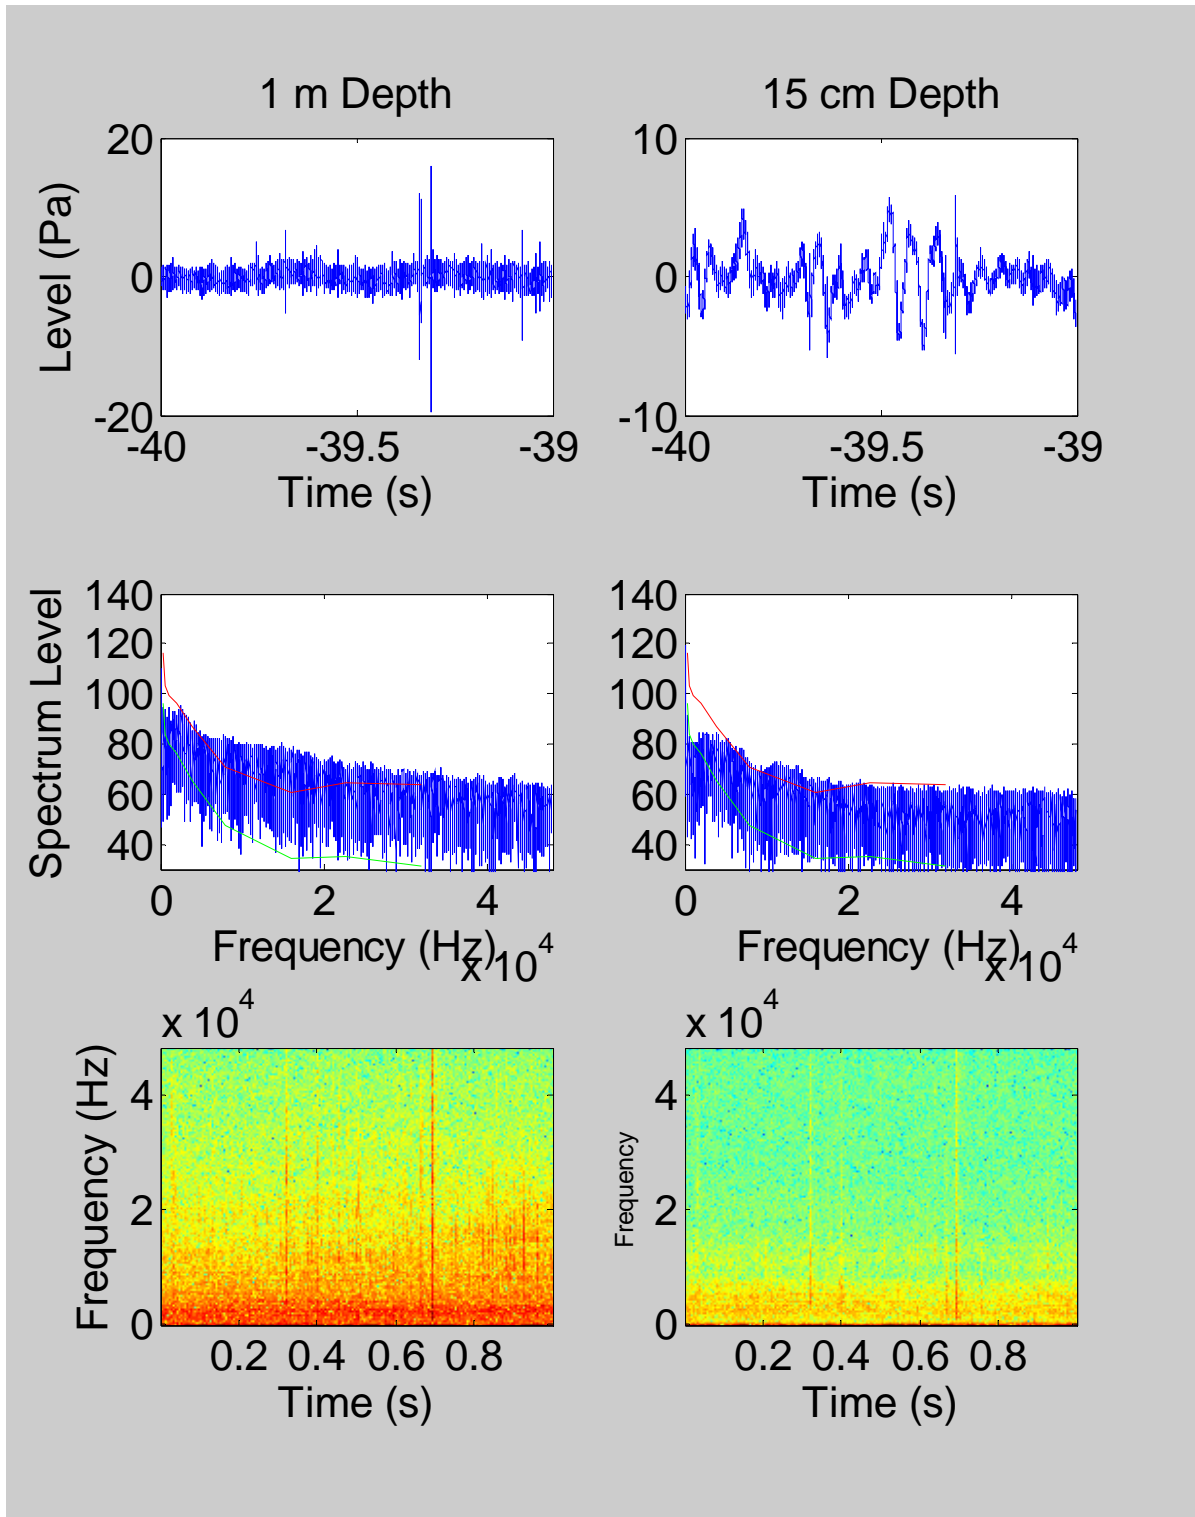 1 m Depth
15 cm Depth
Level (Pa)
20
0
-20
-40
-39.5
-39
Time (s)
10
0
-10
-40
-39.5
-39
Time (s)
Spectrum Level
140
120
100
80
60
40
0
2
4
Frequency (Hz)
x 10^4
140
120
100
80
60
40
0
2
4
Frequency (Hz)
x 10^4
Frequency (Hz)
x 10^4
4
2
0
0.2
0.4
0.6
0.8
Time (s)
Frequency
x 10^4
4
2
0
0.2
0.4
0.6
0.8
Time (s)